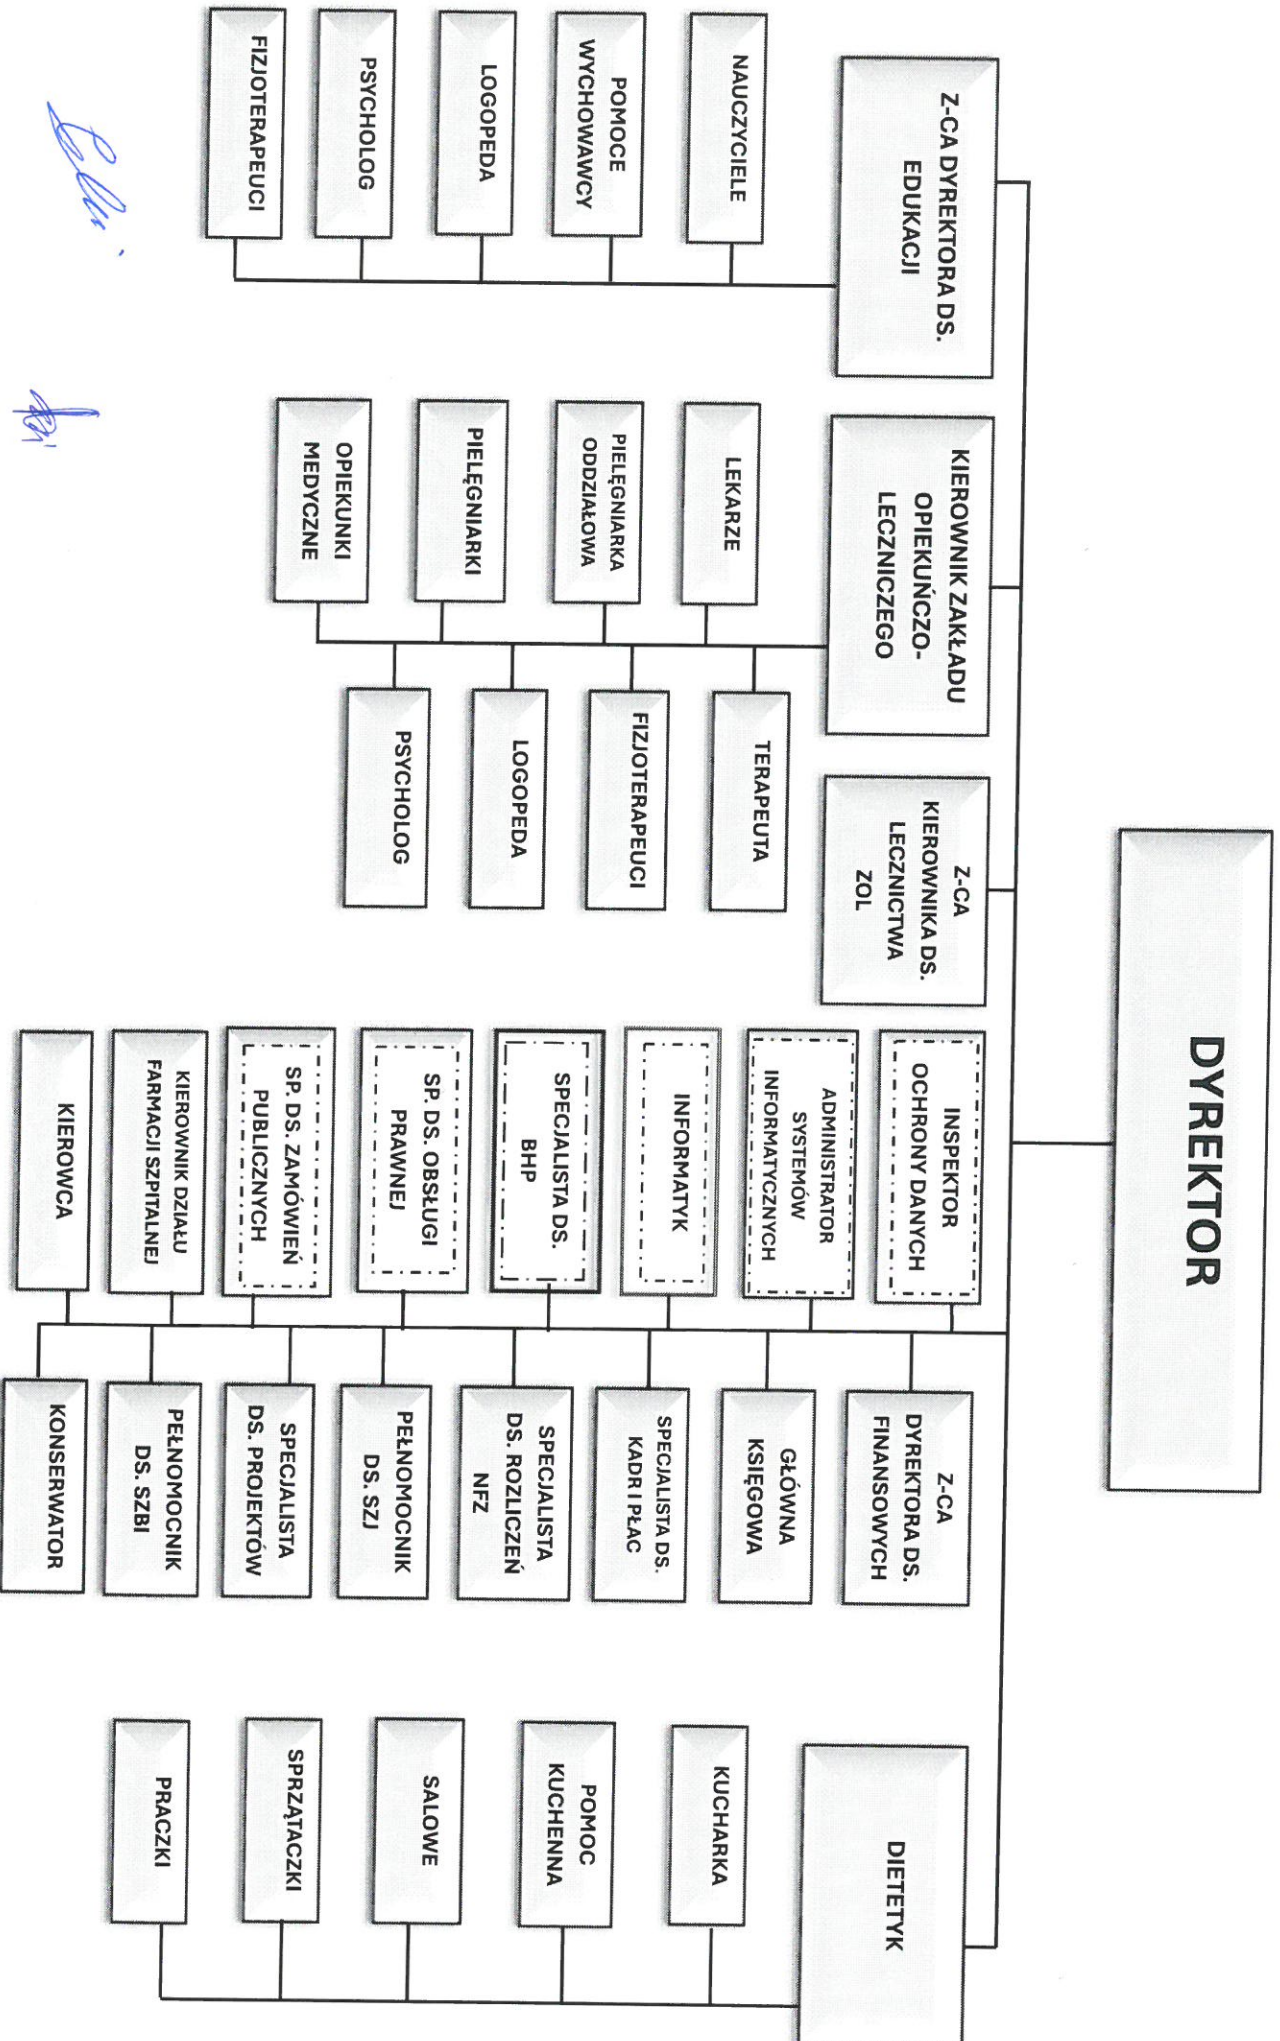 DYREKTOR
Z-CA DYREKTORA DS.
EDUKACJI
NAUCZYCIELE
POMOCE
WYCHOWAWCY
LOGOPEDA
PSYCHOLOG
FIZJOTERAPEUCI
KIEROWNIK ZAKŁADU
OPIEKUŃCZO-
LECZNICZEGO
LEKARZE
PIELĘGNIARKA
ODDZIAŁOWA
PIELĘGNIARKI
OPIEKUNKI
MEDYCZNE
TERAPEUTA
FIZJOTERAPEUCI
LOGOPEDA
PSYCHOLOG
Z-CA
KIEROWNIKA DS.
LECZNICTWA
ZOL
INSPEKTOR
OCHRONY DANYCH
ADMINISTRATOR
SYSTEMÓW
INFORMATYCZNYCH
INFORMATYK
SPECJALISTA DS.
BHP
SP. DS. OBSŁUGI
PRAWNEJ
SP. DS. ZAMÓWIEŃ
PUBLICZNYCH
KIEROWNIK DZIAŁU
FARMACJI SZPITALNEJ
KIEROWCA
Z-CA
DYREKTORA DS.
FINANSOWYCH
GŁÓWNA
KSIĘGOWA
SPECJALISTA DS.
KADR I PŁAC
SPECJALISTA
DS. ROZLICZEŃ
NFZ
PEŁNOMOCNIK
DS. SZJ
SPECJALISTA
DS. PROJEKTÓW
PEŁNOMOCNIK
DS. SZBI
KONSERWATOR
DIETETYK
KUCHARKA
POMOC
KUCHENNA
SALOWE
SPRZĄTACZKI
PRACZKI